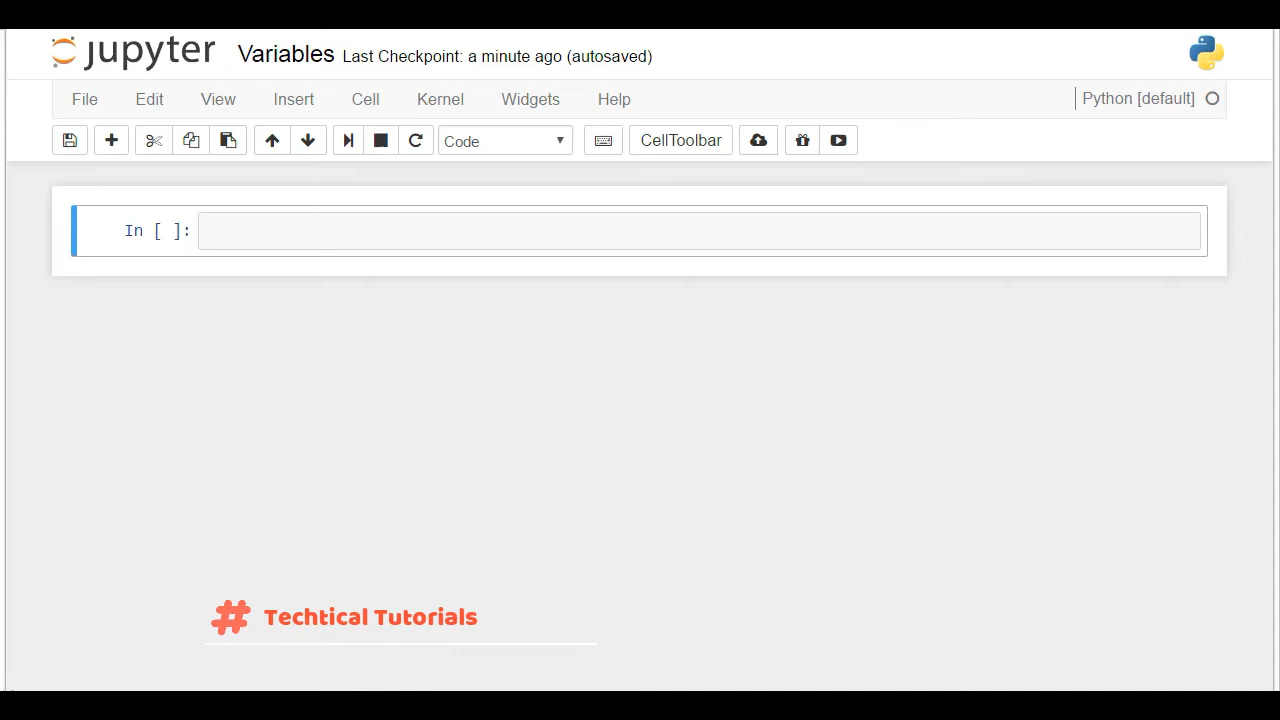 jupyter Variables Last Checkpoint: a minute ago (autosaved)
File Edit View Insert Cell Kernel Widgets Help Python [default]
Code CellToolbar
In [ ]:
# Techtical Tutorials